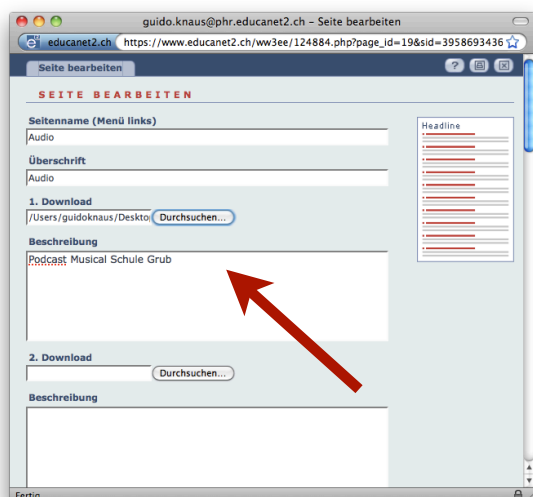 guido.knaus@phr.educanet2.ch – Seite bearbeiten
educanet2.ch https://www.educanet2.ch/ww3ee/124884.php?page_id=19&sid=3958693436
Seite bearbeiten ?
SEITE BEARBEITEN
Seitenname (Menü links)
Audio
Headline
Überschrift
Audio
1. Download
/Users/guidoknaus/Deskto Durchsuchen...
Beschreibung
Podcast Musical Schule Grub
2. Download
Durchsuchen...
Beschreibung
Fertig